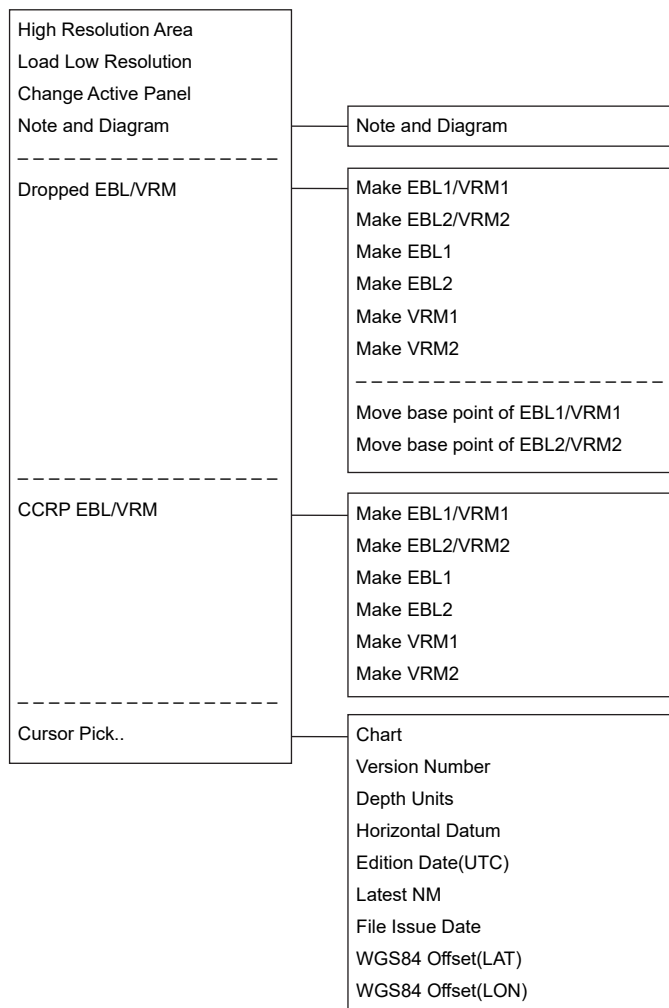 High Resolution Area
Load Low Resolution
Change Active Panel
Note and Diagram
Note and Diagram
Dropped EBL/VRM
Make EBL1/VRM1
Make EBL2/VRM2
Make EBL1
Make EBL2
Make VRM1
Make VRM2
Move base point of EBL1/VRM1
Move base point of EBL2/VRM2
CCRP EBL/VRM
Make EBL1/VRM1
Make EBL2/VRM2
Make EBL1
Make EBL2
Make VRM1
Make VRM2
Cursor Pick..
Chart
Version Number
Depth Units
Horizontal Datum
Edition Date(UTC)
Latest NM
File Issue Date
WGS84 Offset(LAT)
WGS84 Offset(LON)